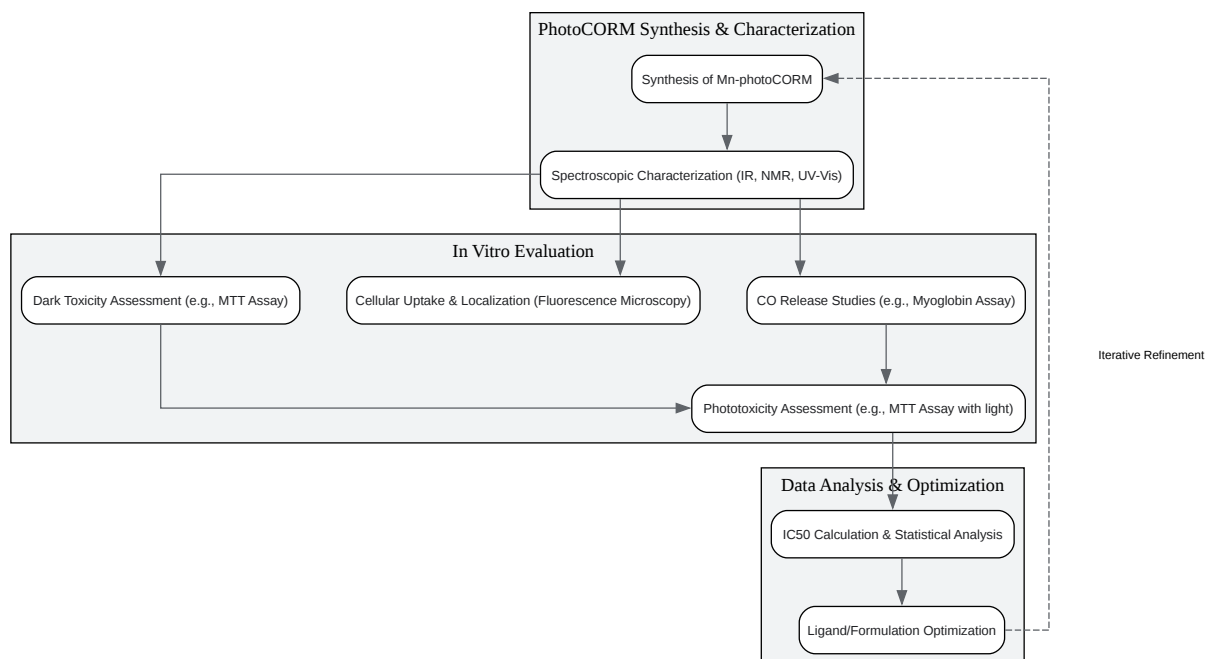 PhotoCORM Synthesis & Characterization
Synthesis of Mn-photoCORM
Spectroscopic Characterization (IR, NMR, UV-Vis)
In Vitro Evaluation
Dark Toxicity Assessment (e.g., MTT Assay)
Cellular Uptake & Localization (Fluorescence Microscopy)
CO Release Studies (e.g., Myoglobin Assay)
Iterative Refinement
Phototoxicity Assessment (e.g., MTT Assay with light)
Data Analysis & Optimization
IC50 Calculation & Statistical Analysis
Ligand/Formulation Optimization